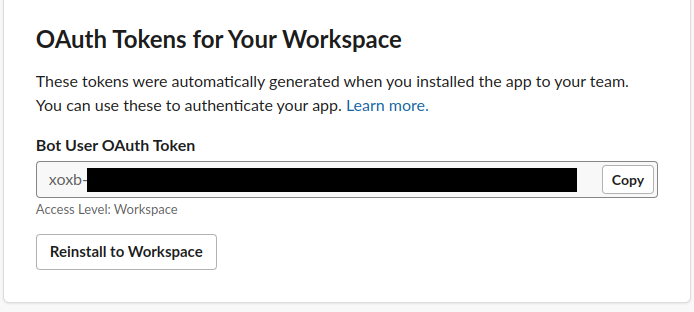 OAuth Tokens for Your Workspace
These tokens were automatically generated when you installed the app to your team.
You can use these to authenticate your app. Learn more.
Bot User OAuth Token
xoxb-
Copy
Access Level: Workspace
Reinstall to Workspace